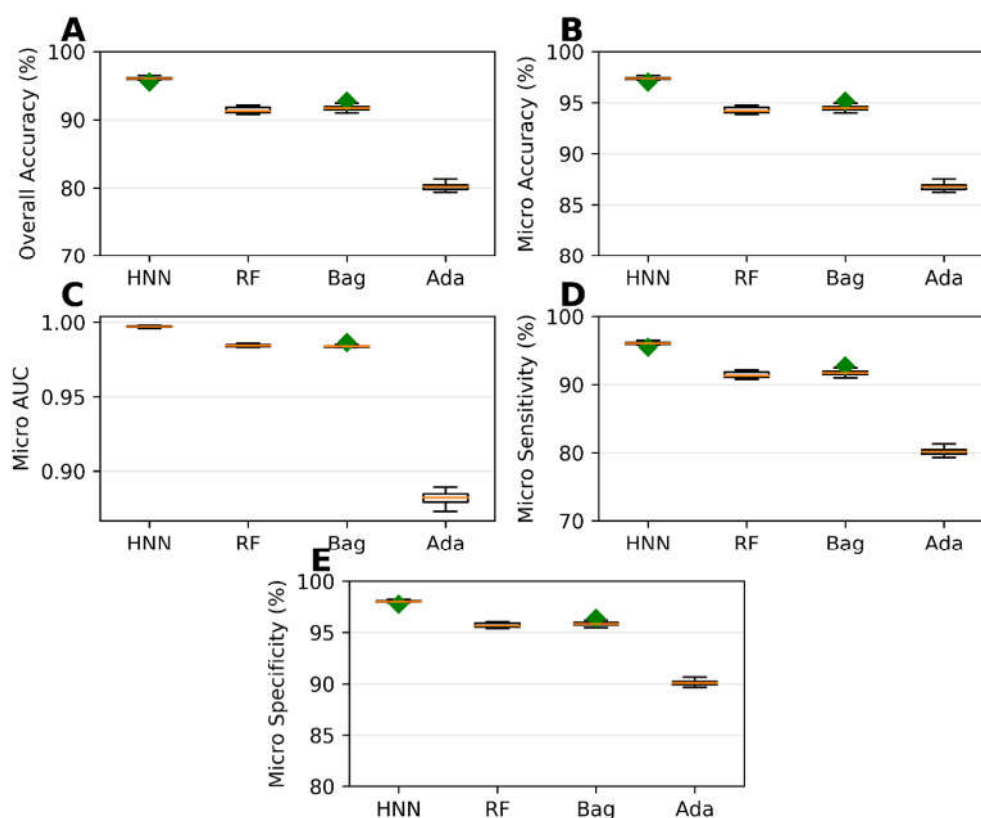 A
Overall Accuracy (%)
100
90
80
70
HNN RF Bag Ada
B
Micro Accuracy (%)
100
95
90
85
80
HNN RF Bag Ada
C
Micro AUC
1.00
0.95
0.90
HNN RF Bag Ada
D
Micro Sensitivity (%)
100
90
80
70
HNN RF Bag Ada
E
Micro Specificity (%)
100
95
90
85
80
HNN RF Bag Ada